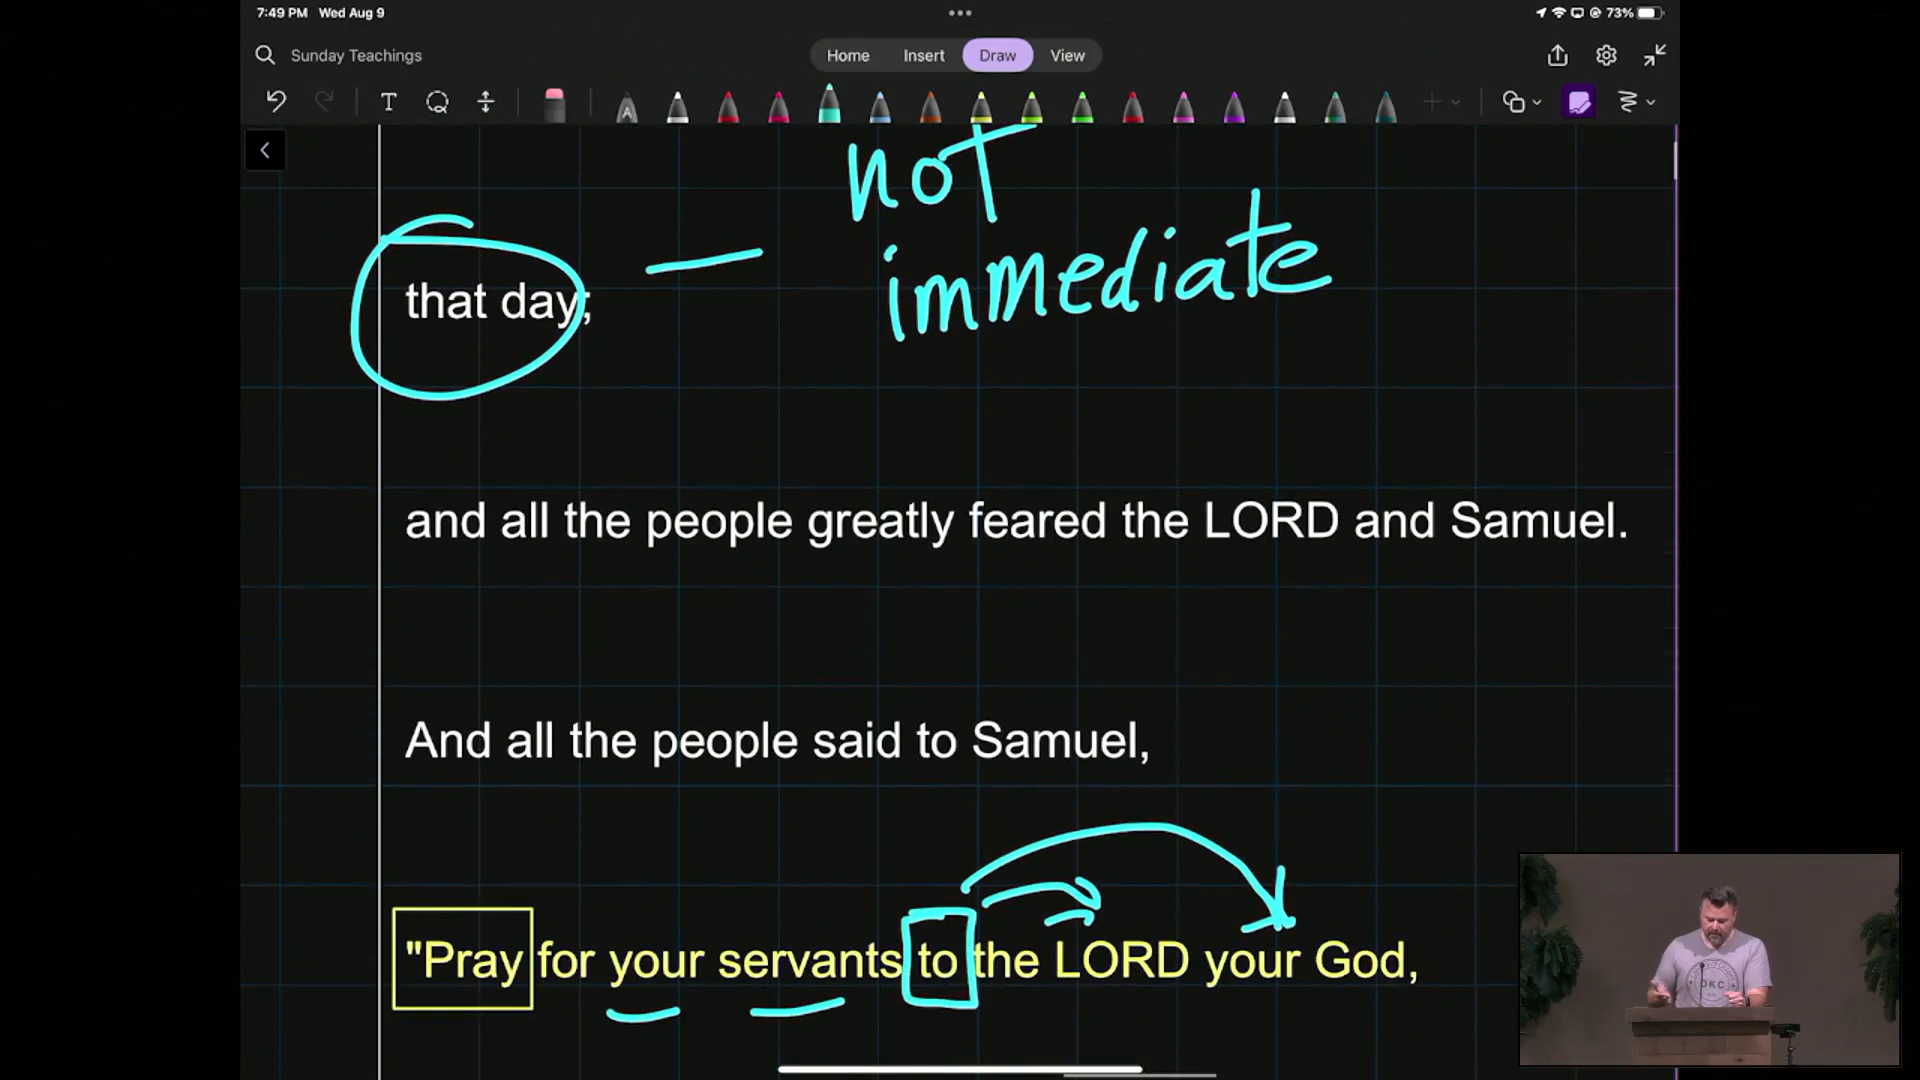 7:49 PM Wed Aug 9
73%
Sunday Teachings
Home Insert Draw View
T
A
not
immediate
that day;
and all the people greatly feared the LORD and Samuel.
And all the people said to Samuel,
"Pray for your servants to the LORD your God,
OKC